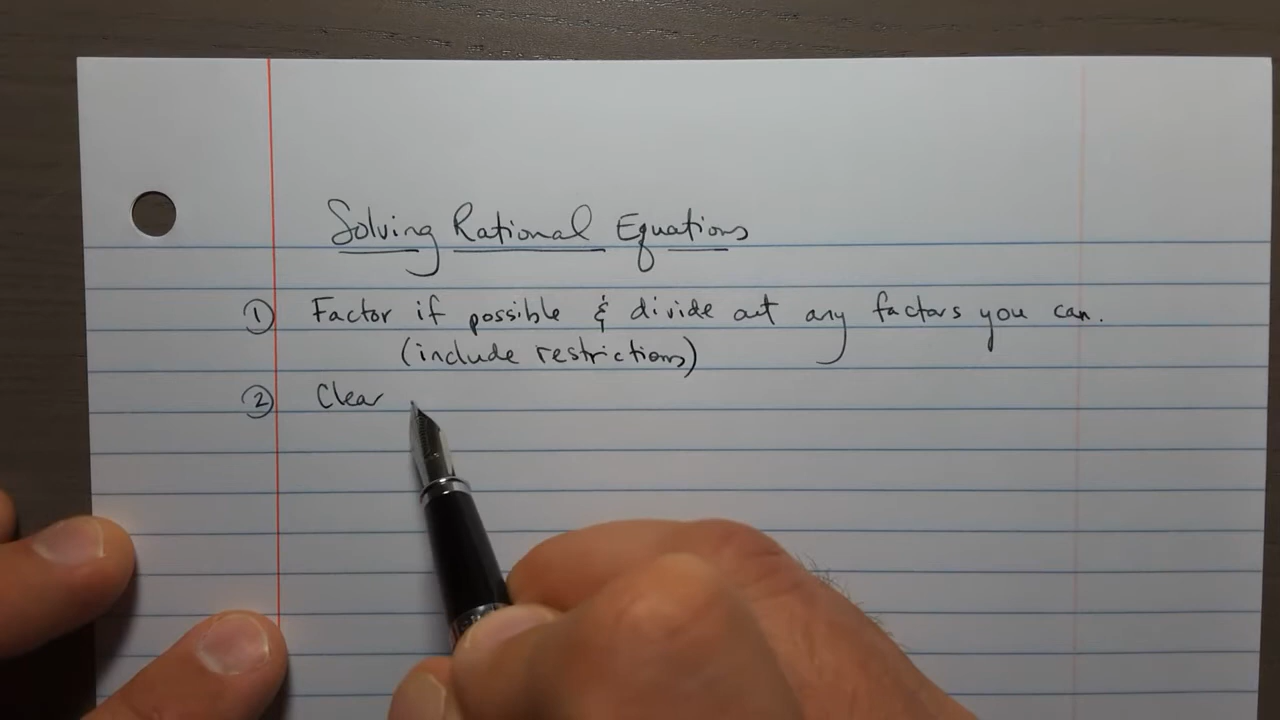 Solving Rational Equations
① Factor if possible & divide out any factors you can.
(include restrictions)
② Clear